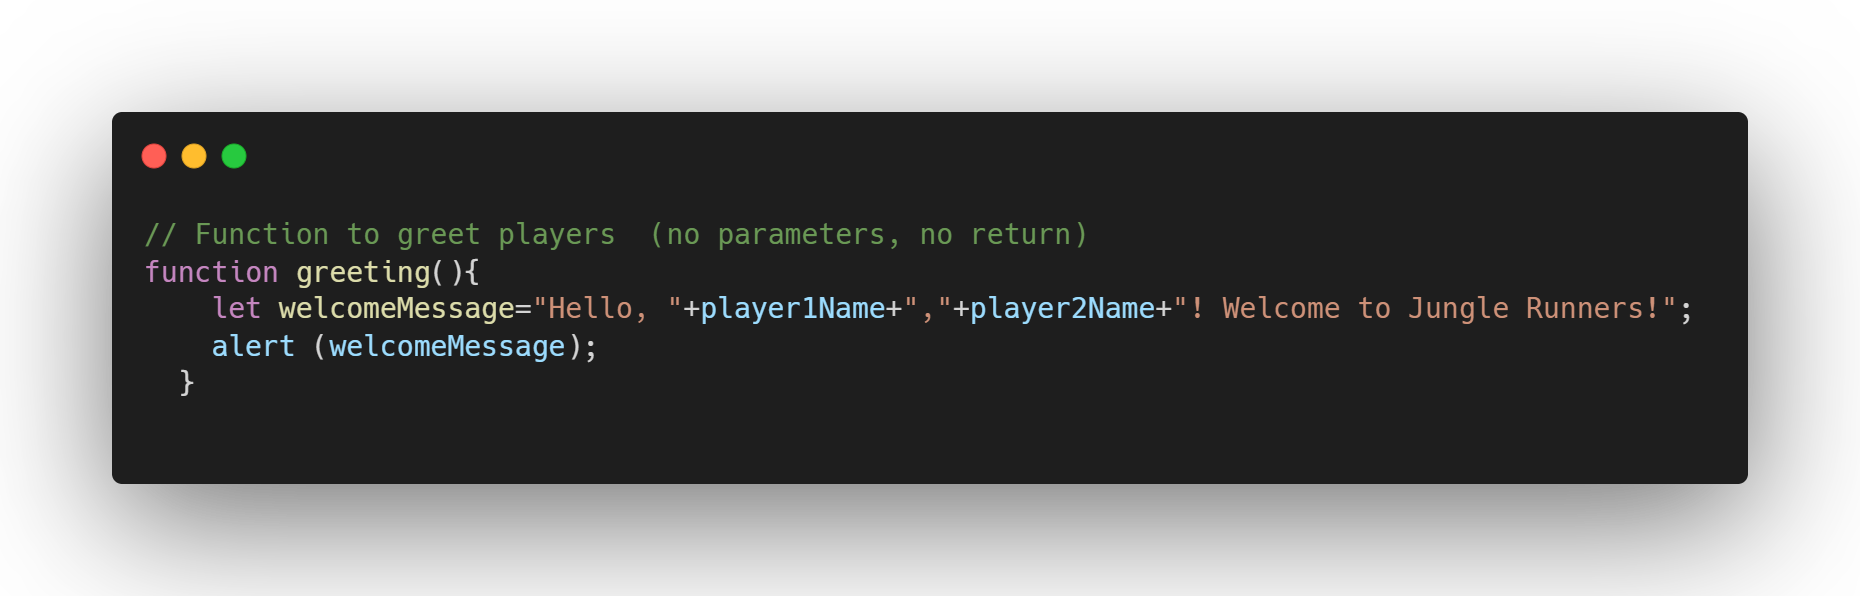 // Function to greet players  (no parameters, no return)
function greeting(){
    let welcomeMessage="Hello, "+player1Name+","+player2Name+"! Welcome to Jungle Runners!";
    alert (welcomeMessage);
  }